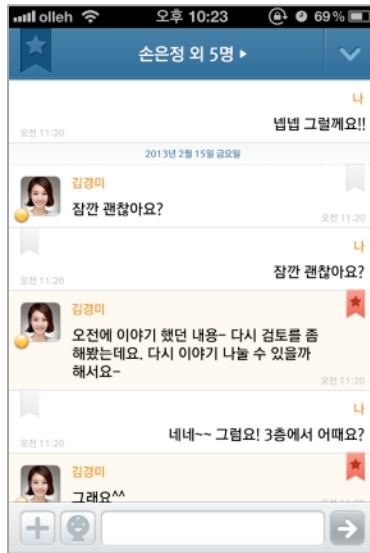 olleh 오후 10:23 69%
손은정 외 5명 ▸
나
넵넵 그럴께요!!
오전 11:20
2013년 2월 15일 금요일
김경미
잠깐 괜찮아요?
오전 11:20
나
잠깐 괜찮아요?
오전 11:20
김경미
오전에 이야기 했던 내용– 다시 검토를 좀
해봤는데요. 다시 이야기 나눌 수 있을까
해서요–
오전 11:20
나
네네~~ 그럼요! 3층에서 어때요?
오전 11:20
김경미
그래요^^
오전 11:20